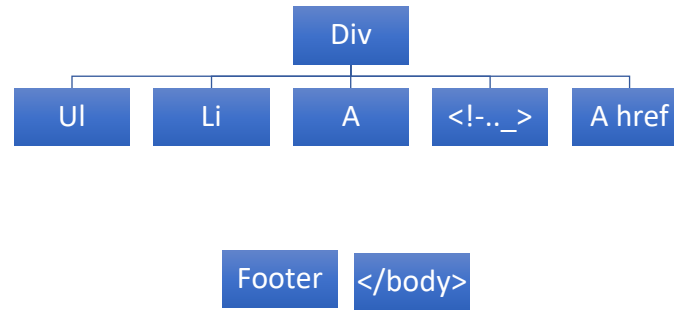 Div
Ul
Li
A
<!-.._>
A href
Footer
</body>